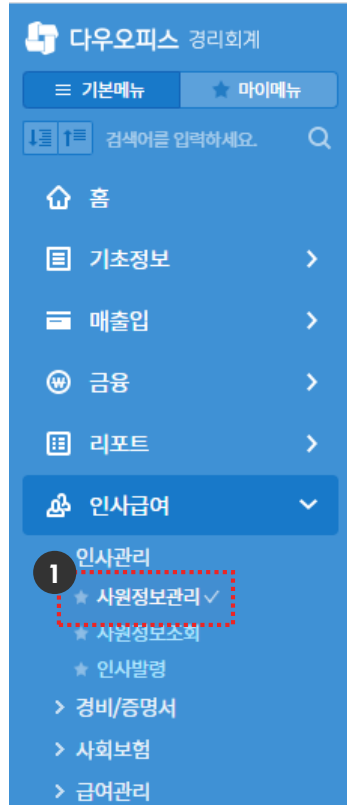 다우오피스 경리회계
기본메뉴 마이메뉴
검색어를 입력하세요.
홈
기초정보
매출입
금융
리포트
인사급여
인사관리
1
사원정보관리
사원정보조회
인사발령
경비/증명서
사회보험
급여관리